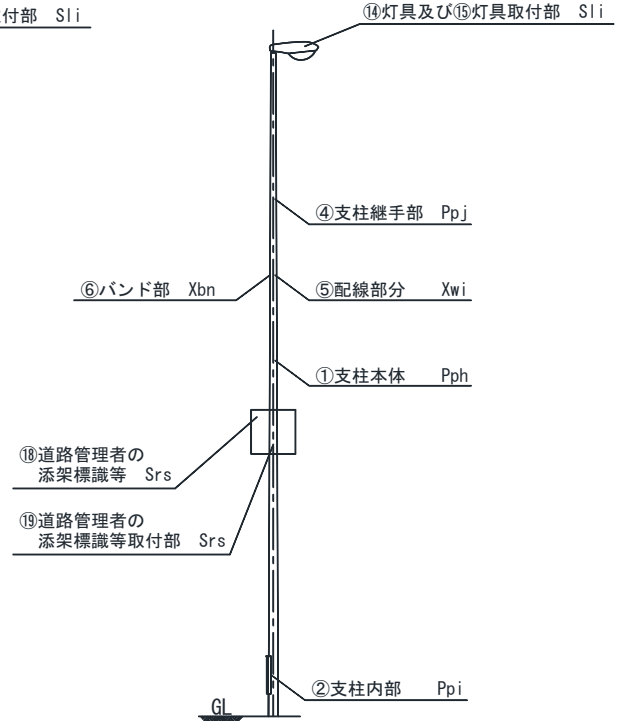 付部 Sli
⑭灯具及び⑮灯具取付部 Sli
④支柱継手部 Ppj
⑥バンド部 Xbn
⑤配線部分 Xwi
①支柱本体 Pph
⑱道路管理者の
添架標識等 Srs
⑲道路管理者の
添架標識等取付部 Srs
②支柱内部 Ppi
GL